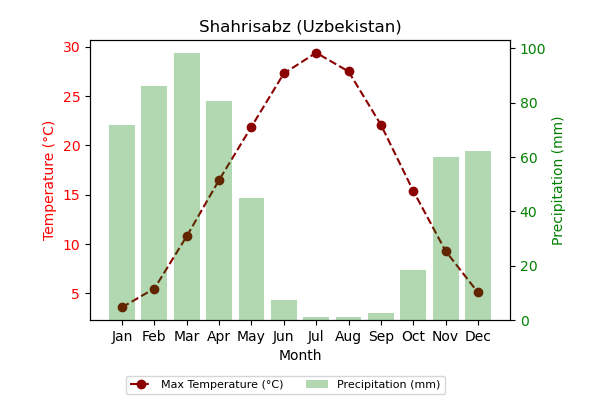 Shahrisabz (Uzbekistan)
30
25
20
15
10
5
Temperature (°C)
100
80
60
40
20
0
Precipitation (mm)
Jan Feb Mar Apr May Jun Jul Aug Sep Oct Nov Dec
Month
Max Temperature (°C) Precipitation (mm)